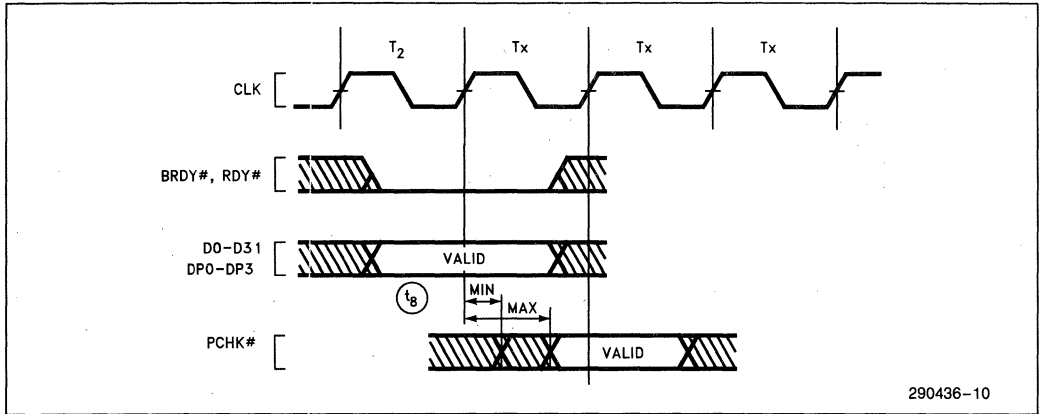 T2 Tx Tx Tx
CLK
BRDY#, RDY#
D0-D31
DP0-DP3
VALID
t8
MIN
MAX
PCHK#
VALID
290436-10